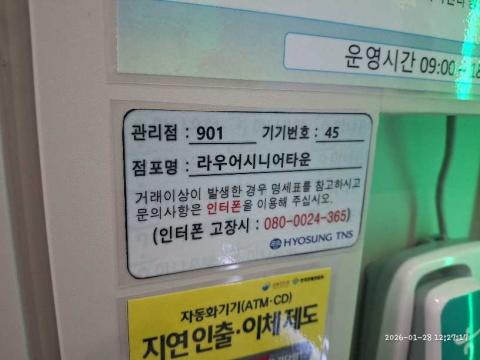 운영시간 09:00 ~ 18
관리점 : 901 기기번호 : 45
점포명 : 라우어시니어타운
거래이상이 발생한 경우 명세표를 참고하시고
문의사항은 인터폰을 이용해 주십시오.
(인터폰 고장시 : 080-0024-365)
HYOSUNG TNS
자동화기기(ATM·CD)
지연 인출·이체 제도
2026-01-28 12:27:17